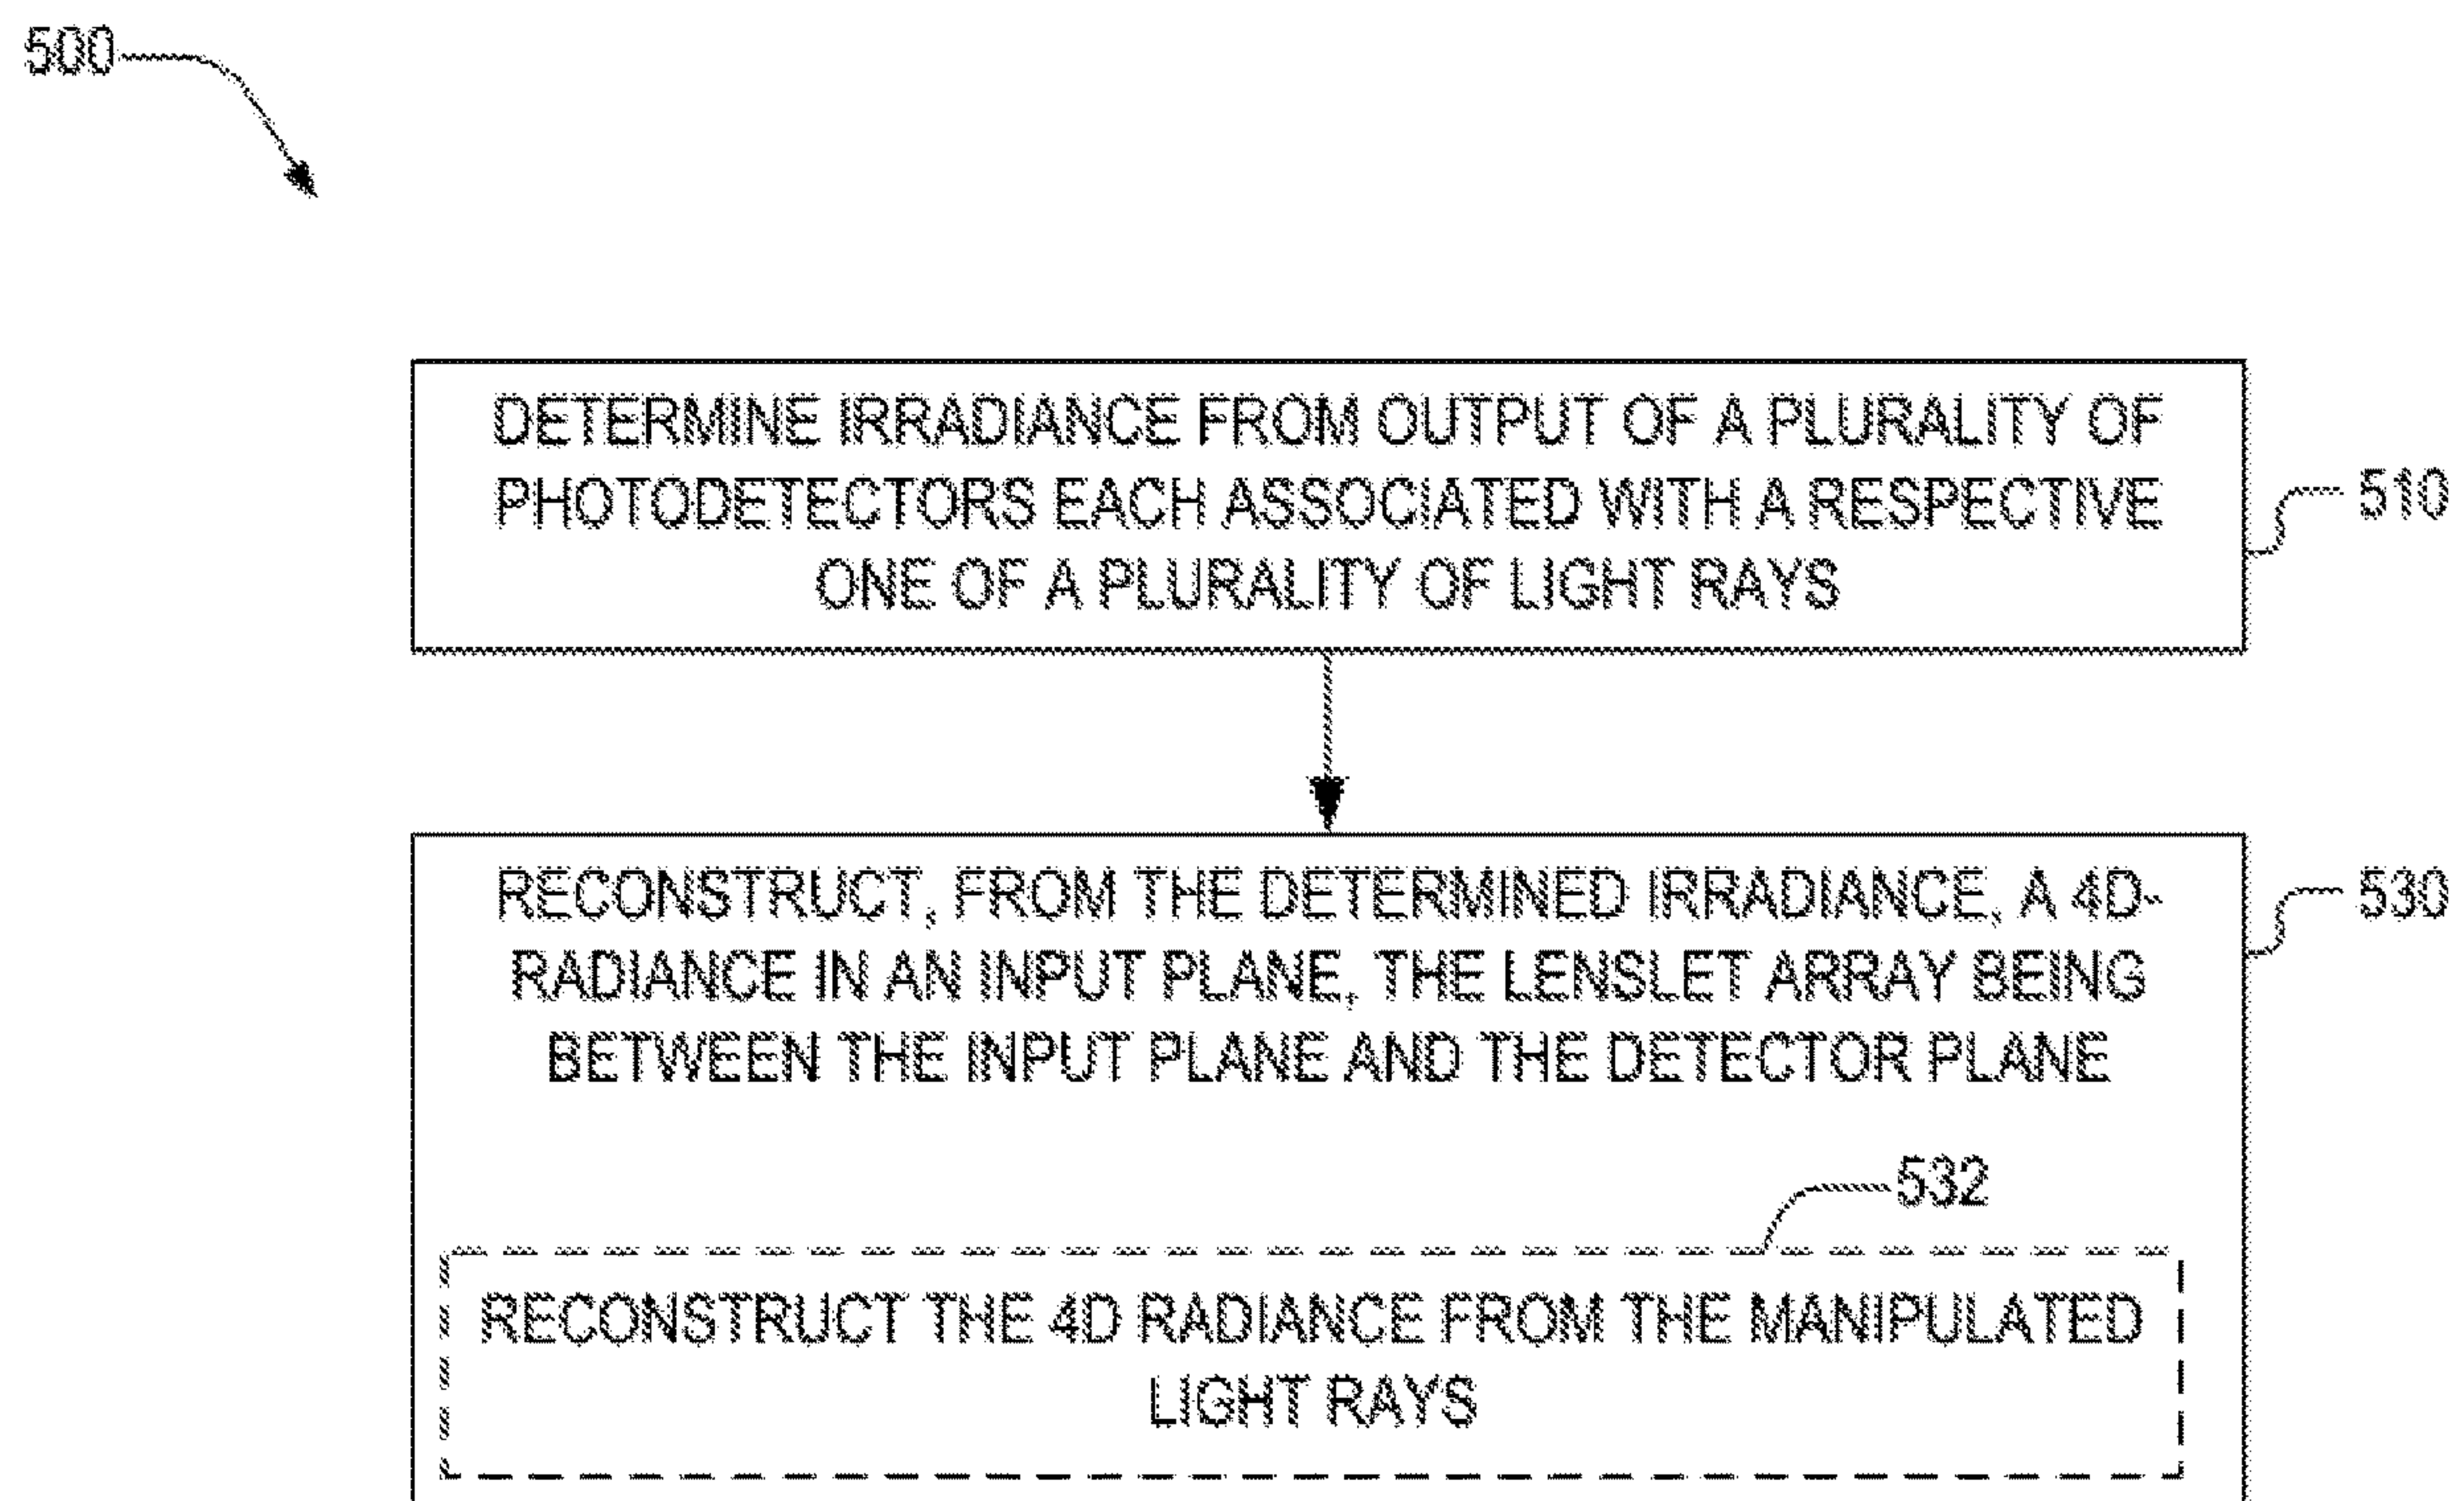 500
DETERMINE IRRADIANCE FROM OUTPUT OF A PLURALITY OF
PHOTODETECTORS EACH ASSOCIATED WITH A RESPECTIVE
ONE OF A PLURALITY OF LIGHT RAYS
510
RECONSTRUCT, FROM THE DETERMINED IRRADIANCE, A 4D-
RADIANCE IN AN INPUT PLANE, THE LENSLET ARRAY BEING
BETWEEN THE INPUT PLANE AND THE DETECTOR PLANE
530
532
RECONSTRUCT THE 4D RADIANCE FROM THE MANIPULATED
LIGHT RAYS